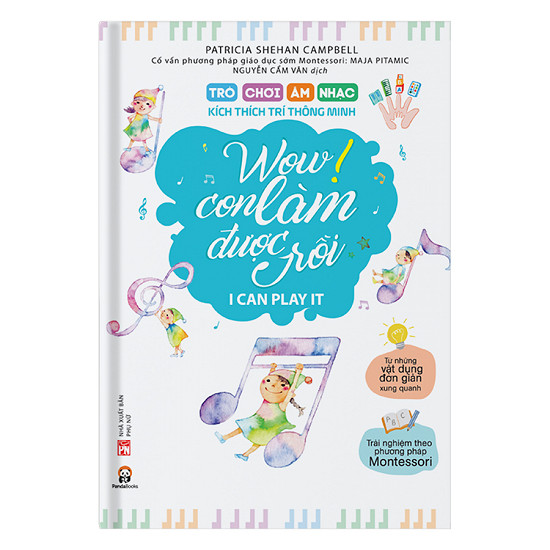 PATRICIA SHEHAN CAMPBELL
Cố vấn phương pháp giáo dục sớm Montessori: MAJA PITAMIC
NGUYỄN CẨM VÂN dịch
TRÒ CHƠI ÂM NHẠC
KÍCH THÍCH TRÍ THÔNG MINH
Wow!
con làm
được rồi
I CAN PLAY IT
Từ những
vật dụng
đơn giản
xung quanh
A B C
Trải nghiệm theo
phương pháp
Montessori
NHÀ XUẤT BẢN
PHỤ NỮ
PN
PandaBooks